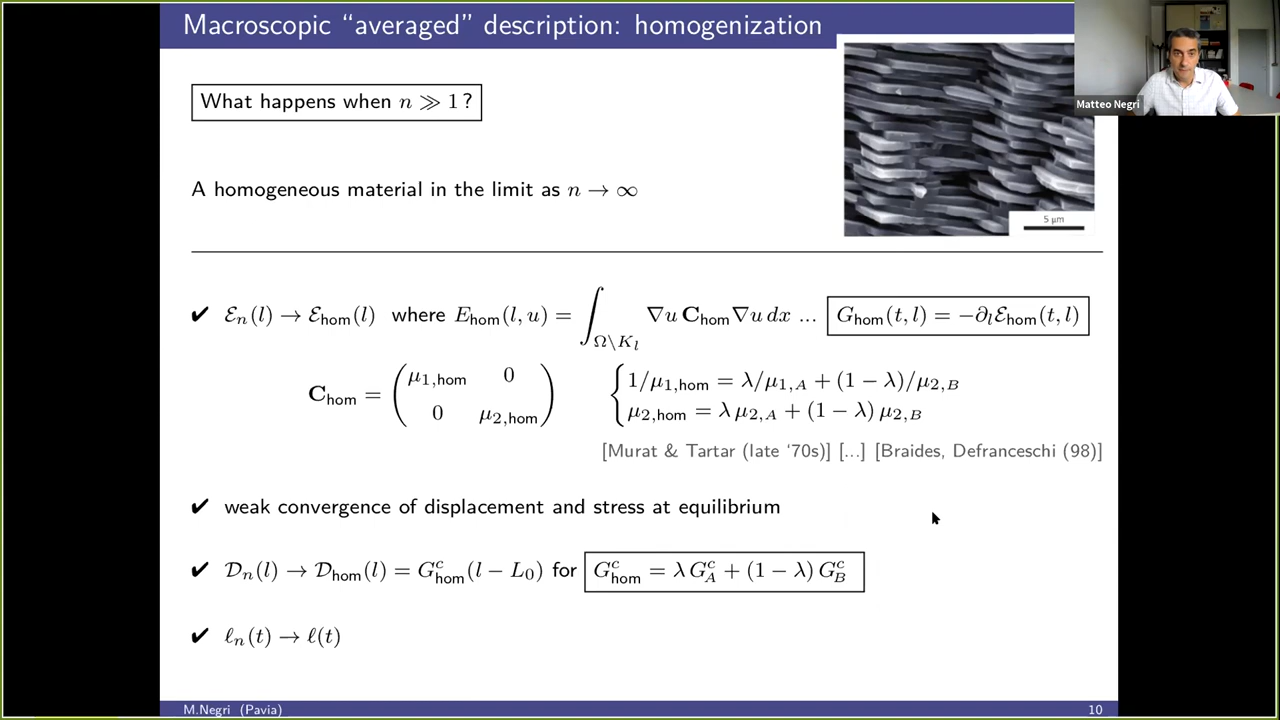 Macroscopic “averaged” description: homogenization
Matteo Negri
What happens when n ≫ 1 ?
5 μm
A homogeneous material in the limit as n → ∞
✔ ℰₙ(l) → ℰ_hom(l) where E_hom(l, u) = ∫_{Ω\K_l} ∇u C_hom ∇u dx ... G_hom(t, l) = −∂_l ℰ_hom(t, l)
C_hom = ( μ_{1,hom} 0 ; 0 μ_{2,hom} ) { 1/μ_{1,hom} = λ/μ_{1,A} + (1 − λ)/μ_{2,B}
μ_{2,hom} = λ μ_{2,A} + (1 − λ) μ_{2,B}
[Murat & Tartar (late ‘70s)] [...] [Braides, Defranceschi (98)]
✔ weak convergence of displacement and stress at equilibrium
✔ 𝒟ₙ(l) → 𝒟_hom(l) = G^c_hom(l − L₀) for G^c_hom = λ G^c_A + (1 − λ) G^c_B
✔ ℓₙ(t) → ℓ(t)
M.Negri (Pavia) 10